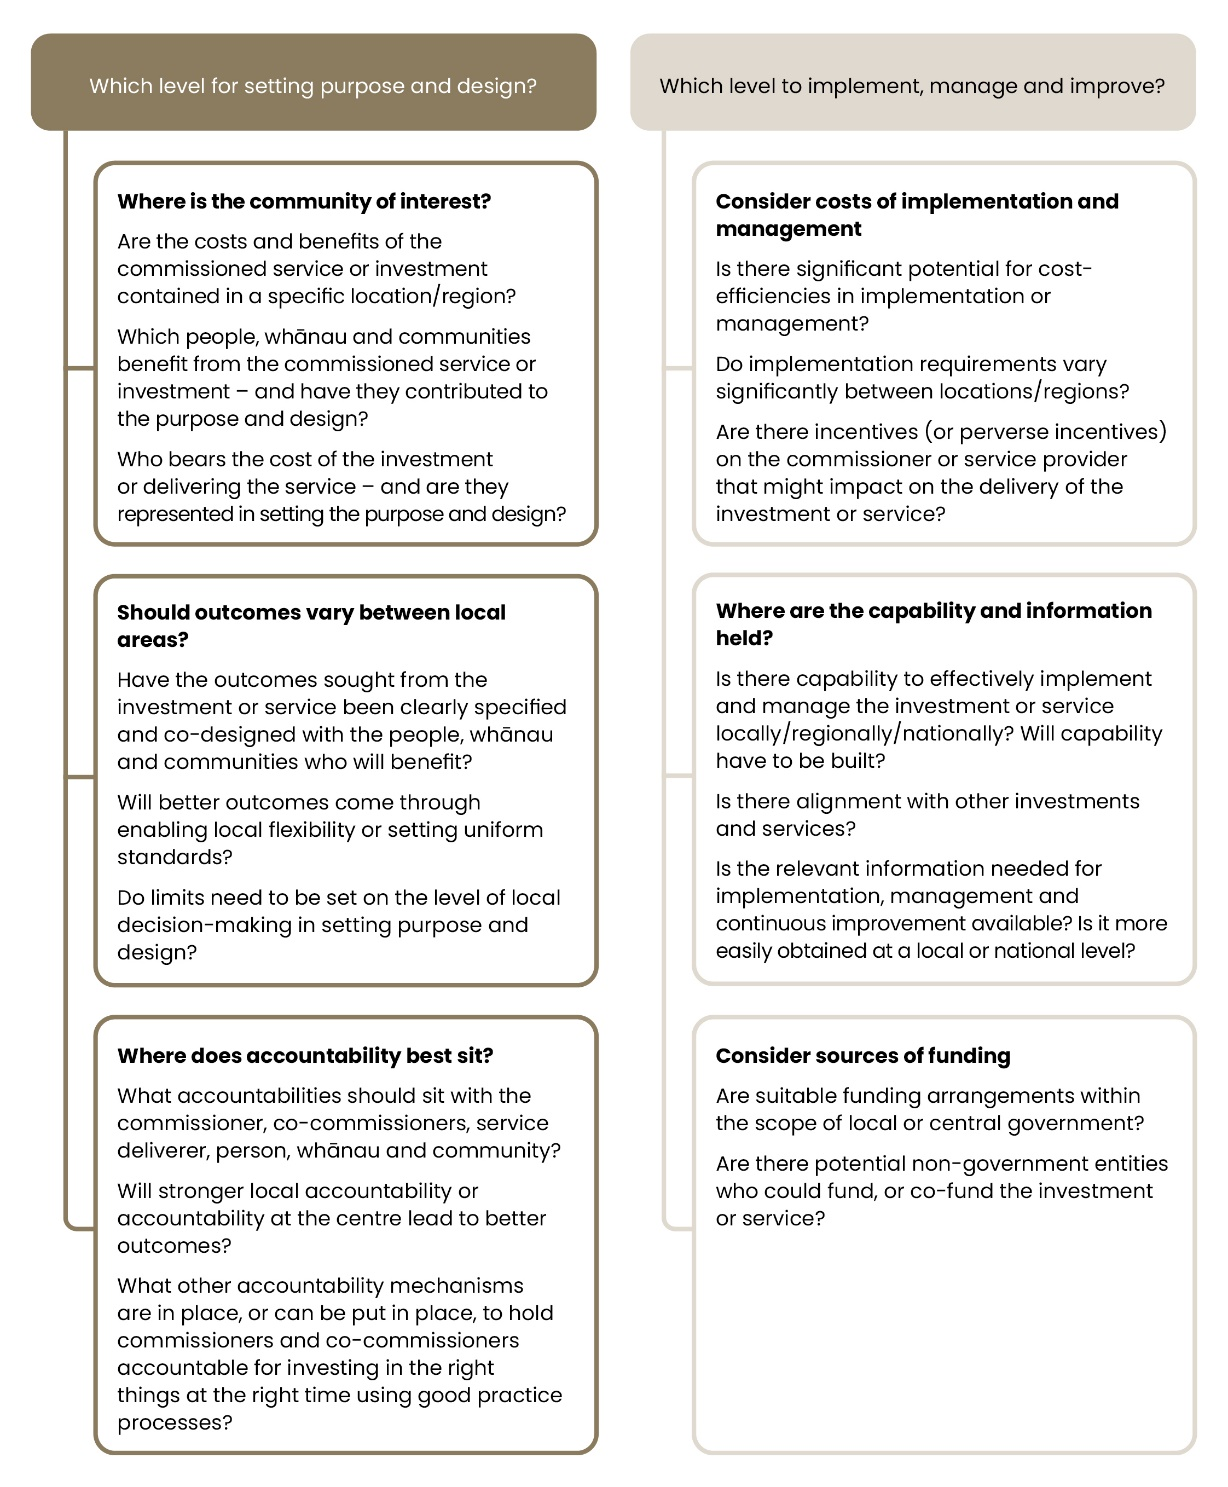 Which level for setting purpose and design?
Where is the community of interest?
Are the costs and benefits of the
commissioned service or investment
contained in a specific location/region?
Which people, whānau and communities
benefit from the commissioned service or
investment – and have they contributed to
the purpose and design?
Who bears the cost of the investment
or delivering the service – and are they
represented in setting the purpose and design?
Should outcomes vary between local
areas?
Have the outcomes sought from the
investment or service been clearly specified
and co-designed with the people, whānau
and communities who will benefit?
Will better outcomes come through
enabling local flexibility or setting uniform
standards?
Do limits need to be set on the level of local
decision-making in setting purpose and
design?
Where does accountability best sit?
What accountabilities should sit with the
commissioner, co-commissioners, service
deliverer, person, whānau and community?
Will stronger local accountability or
accountability at the centre lead to better
outcomes?
What other accountability mechanisms
are in place, or can be put in place, to hold
commissioners and co-commissioners
accountable for investing in the right
things at the right time using good practice
processes?
Which level to implement, manage and improve?
Consider costs of implementation and
management
Is there significant potential for cost-
efficiencies in implementation or
management?
Do implementation requirements vary
significantly between locations/regions?
Are there incentives (or perverse incentives)
on the commissioner or service provider
that might impact on the delivery of the
investment or service?
Where are the capability and information
held?
Is there capability to effectively implement
and manage the investment or service
locally/regionally/nationally? Will capability
have to be built?
Is there alignment with other investments
and services?
Is the relevant information needed for
implementation, management and
continuous improvement available? Is it more
easily obtained at a local or national level?
Consider sources of funding
Are suitable funding arrangements within
the scope of local or central government?
Are there potential non-government entities
who could fund, or co-fund the investment
or service?